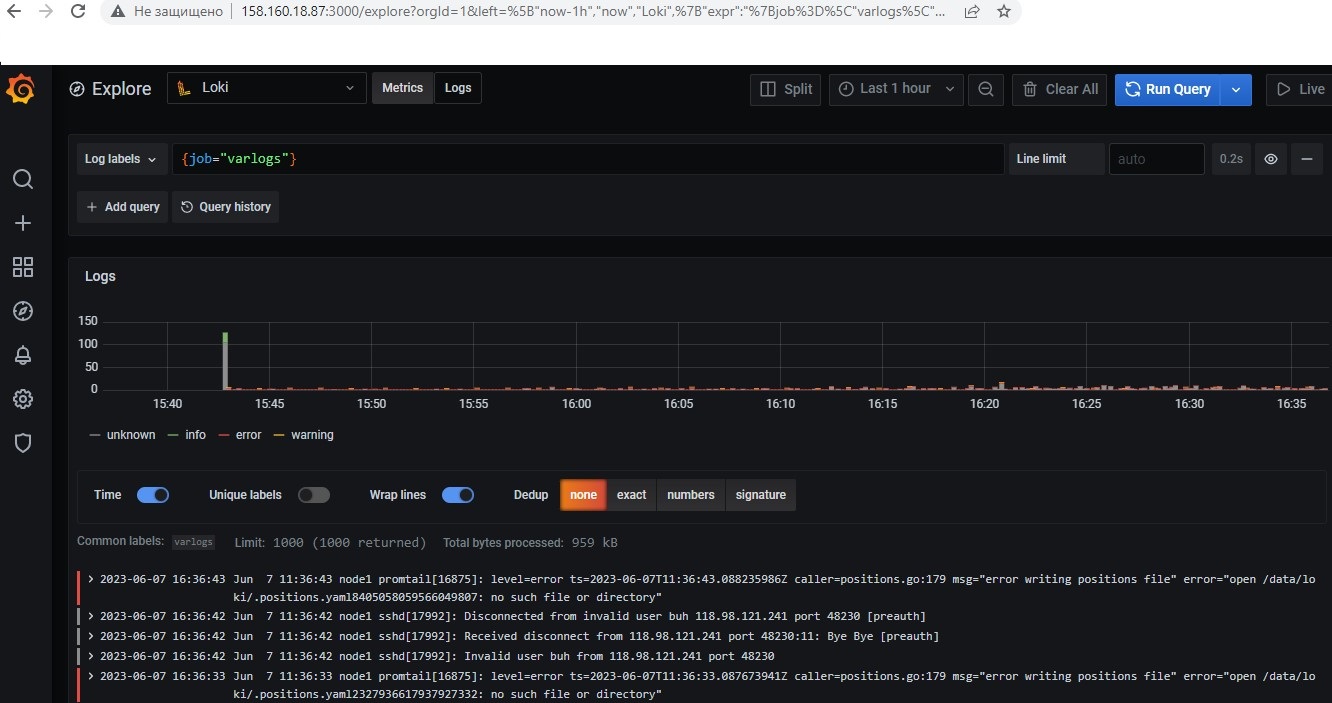 Не защищено 158.160.18.87:3000/explore?orgId=1&left=%5B"now-1h","now","Loki",%7B"expr":"%7Bjob%3D%5C"varlogs%5C"...
Explore Loki Metrics Logs Split Last 1 hour Clear All Run Query Live
Log labels {job="varlogs"} Line limit auto 0.2s
+ Add query Query history
Logs
150
100
50
0
15:40 15:45 15:50 15:55 16:00 16:05 16:10 16:15 16:20 16:25 16:30 16:35
unknown info error warning
Time Unique labels Wrap lines Dedup none exact numbers signature
Common labels: varlogs Limit: 1000 (1000 returned) Total bytes processed: 959 kB
> 2023-06-07 16:36:43 Jun  7 11:36:43 node1 promtail[16875]: level=error ts=2023-06-07T11:36:43.088235986Z caller=positions.go:179 msg="error writing positions file" error="open /data/lo
ki/.positions.yaml8405058059566049807: no such file or directory"
> 2023-06-07 16:36:42 Jun  7 11:36:42 node1 sshd[17992]: Disconnected from invalid user buh 118.98.121.241 port 48230 [preauth]
> 2023-06-07 16:36:42 Jun  7 11:36:42 node1 sshd[17992]: Received disconnect from 118.98.121.241 port 48230:11: Bye Bye [preauth]
> 2023-06-07 16:36:42 Jun  7 11:36:42 node1 sshd[17992]: Invalid user buh from 118.98.121.241 port 48230
> 2023-06-07 16:36:33 Jun  7 11:36:33 node1 promtail[16875]: level=error ts=2023-06-07T11:36:33.087673941Z caller=positions.go:179 msg="error writing positions file" error="open /data/lo
ki/.positions.yaml2327936617937927332: no such file or directory"